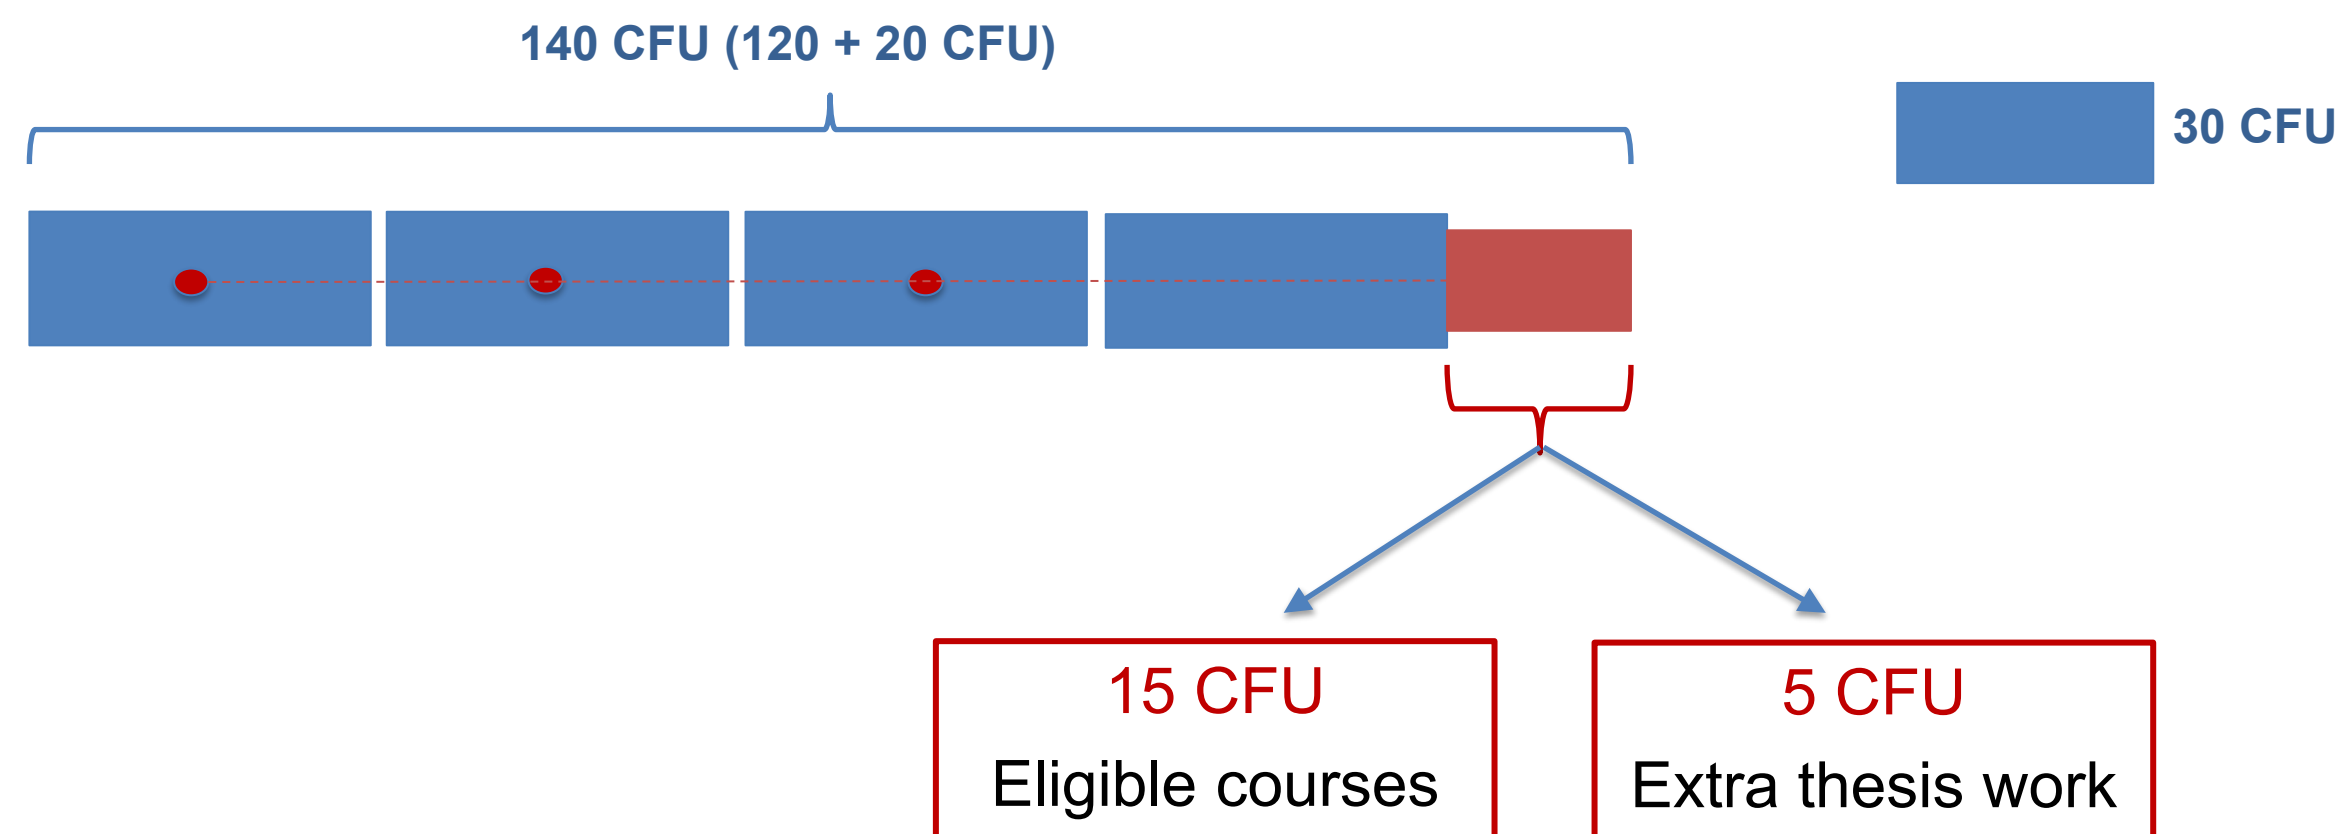 140 CFU (120 + 20 CFU)
30 CFU
15 CFU
Eligible courses
5 CFU
Extra thesis work